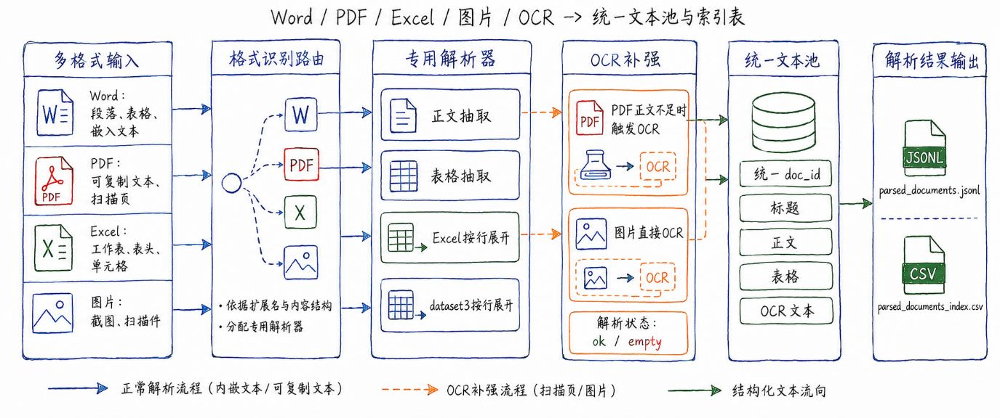 Word / PDF / Excel / 图片 / OCR -> 统一文本池与索引表
多格式输入
W
Word:
段落、表格、
嵌入文本
PDF
PDF:
可复制文本、
扫描页
X
Excel:
工作表、表头、
单元格
图片:
截图、扫描件
格式识别路由
W
PDF
X
• 依据扩展名与内容结构
• 分配专用解析器
专用解析器
正文抽取
表格抽取
Excel按行展开
dataset3按行展开
OCR补强
PDF
PDF正文不足时
触发OCR
OCR
图片直接OCR
OCR
解析状态:
ok / empty
统一文本池
统一 doc_id
标题
正文
表格
OCR文本
解析结果输出
JSONL
parsed_documents.jsonl
CSV
parsed_documents_index.csv
正常解析流程（内嵌文本/可复制文本）
OCR补强流程（扫描页/图片）
结构化文本流向